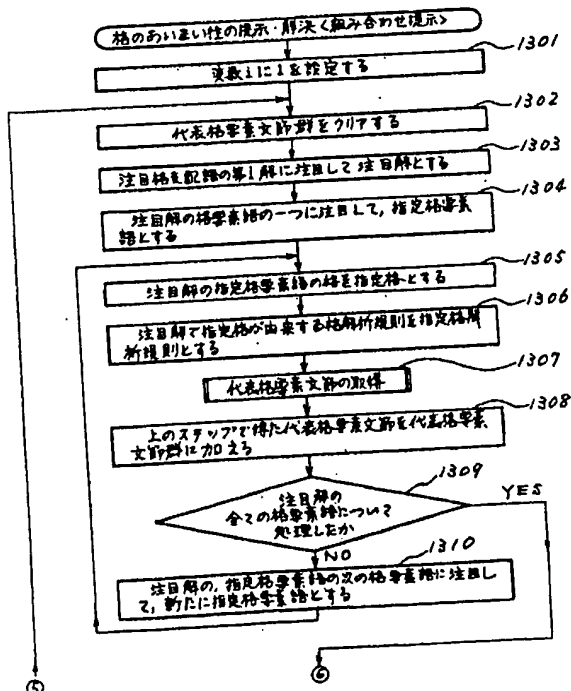 格のあいまい性の提示・解決<組み合わせ提示>
1301
変数iに1を設定する
1302
代表格要素文節群をクリアする
1303
注目格支配語の第i解に注目して注目解とする
1304
注目解の格要素語の一つに注目して,指定格要素
語とする
1305
注目解の指定格要素語の格を指定格とする
1306
注目解で指定格が由来する格解析規則を指定格解
析規則とする
1307
代表格要素文節の取得
1308
上のステップで得た代表格要素文節を代表格要素
文節群に加える
1309
注目解の
全ての格要素語について
処理したか
YES
NO
1310
注目解の,指定格要素語の次の格要素語に注目し
て,新たに指定格要素語とする
⑤
⑥